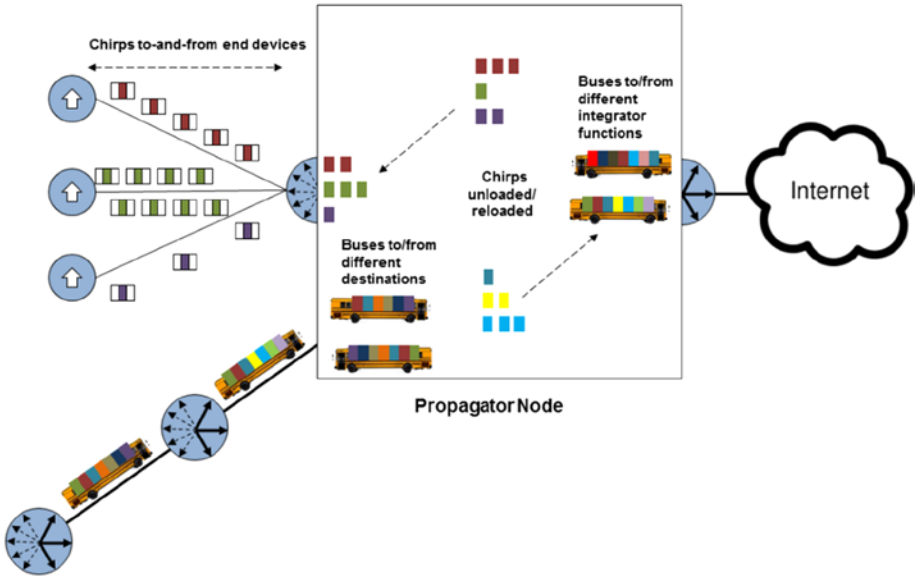 Chirps to-and-from end devices
Buses to/from
different
integrator
functions
Chirps
unloaded/
reloaded
Internet
Buses to/from
different
destinations
Propagator Node